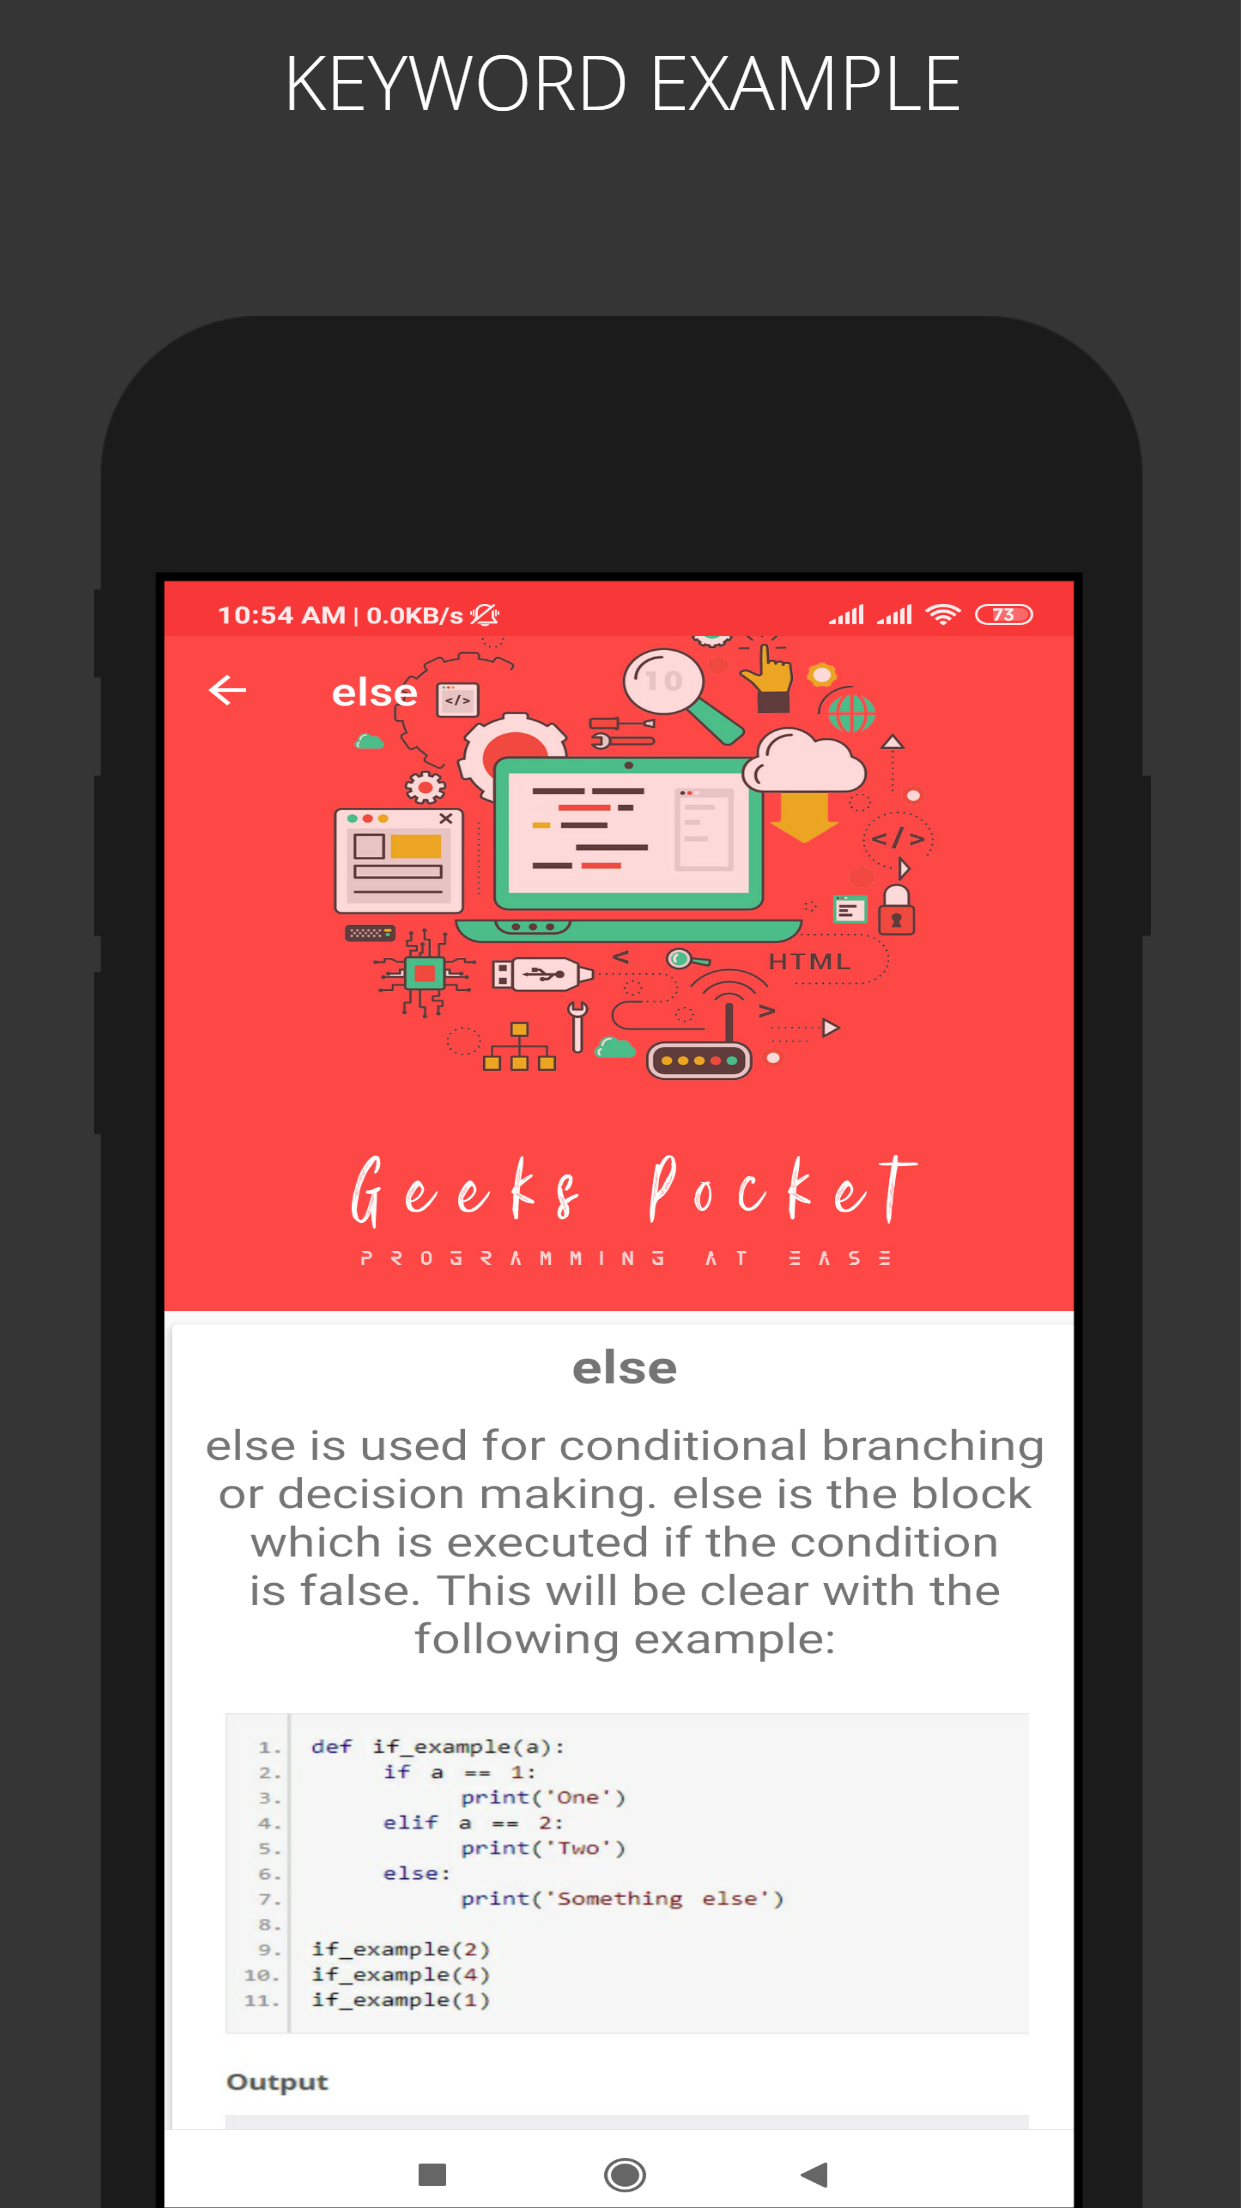 KEYWORD EXAMPLE
10:54 AM | 0.0KB/s
73
else
</>
10
</>
HTML
<
>
Geeks Pocket
PROGRAMMING AT EASE
else
else is used for conditional branching
or decision making. else is the block
which is executed if the condition
is false. This will be clear with the
following example:
1. def if_example(a):
2. if a == 1:
3. print('One')
4. elif a == 2:
5. print('Two')
6. else:
7. print('Something else')
8.
9. if_example(2)
10. if_example(4)
11. if_example(1)
Output